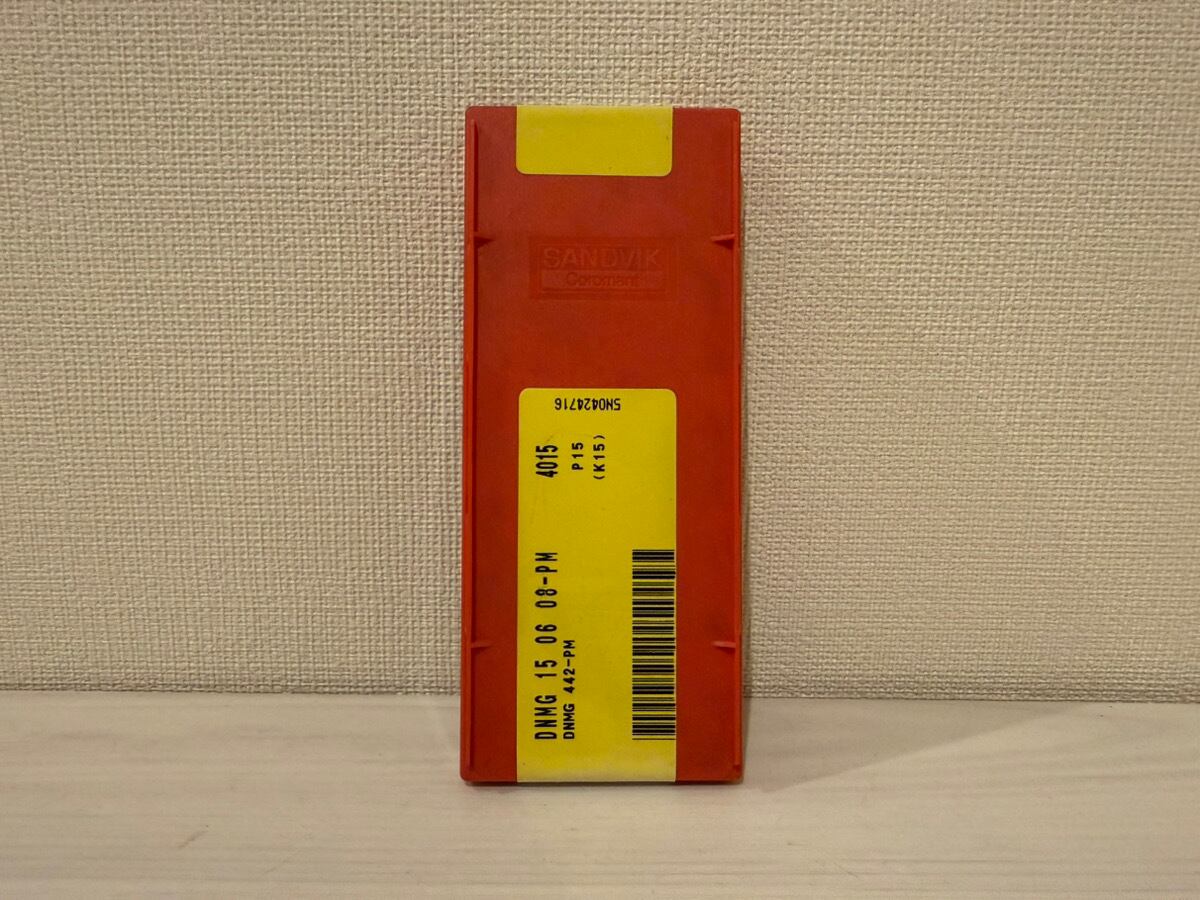 SANDVIK
Coromant
5N0424716
4015
P15
(K15)
DNMG 15 06 08-PM
DNMG 442-PM